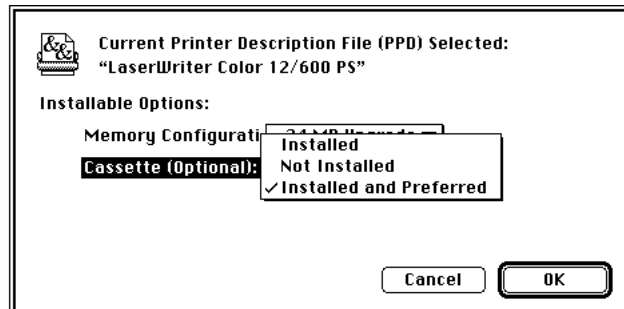 Current Printer Description File (PPD) Selected:
“LaserWriter Color 12/600 PS”
Installable Options:
Memory Configurati
Installed
Cassette (Optional):
Not Installed
✓Installed and Preferred
Cancel
OK